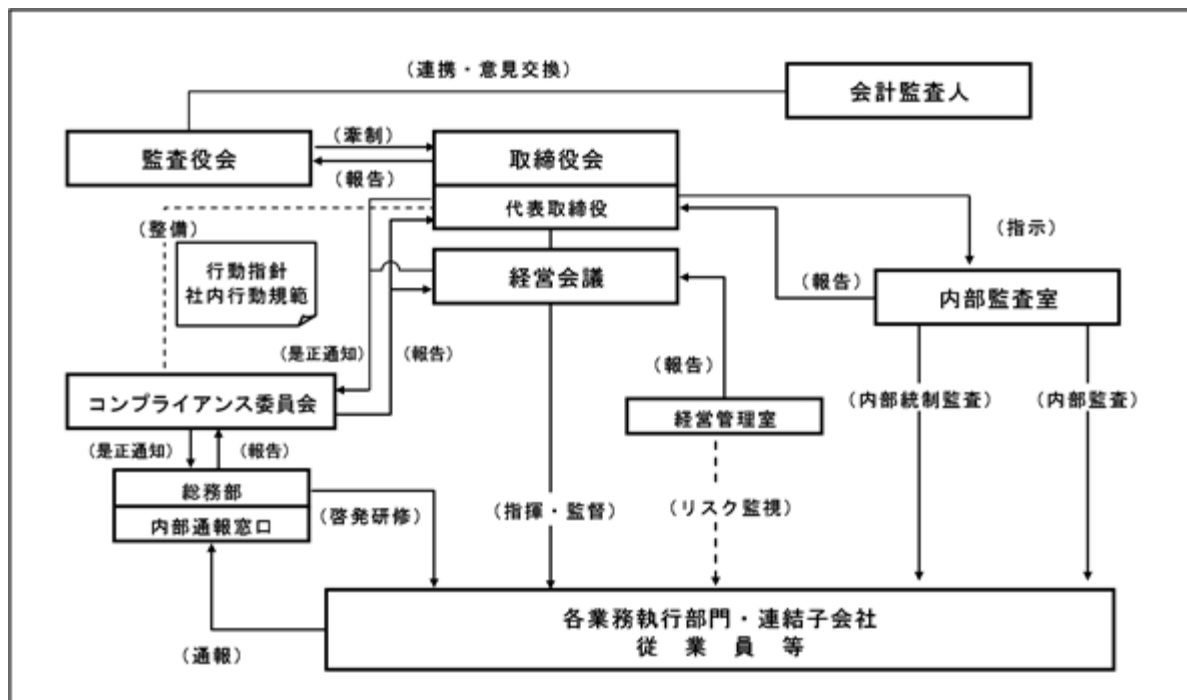 （連携・意見交換）
会計監査人
監査役会
（牽制）
（報告）
取締役会
代表取締役
（整備）
（指示）
行動指針
社内行動規範
経営会議
（報告）
内部監査室
（是正通知）
（報告）
（報告）
コンプライアンス委員会
（内部統制監査）
（内部監査）
経営管理室
（是正通知）
（報告）
総務部
内部通報窓口
（啓発研修）
（指揮・監督）
（リスク監視）
各業務執行部門・連結子会社
従業員等
（通報）